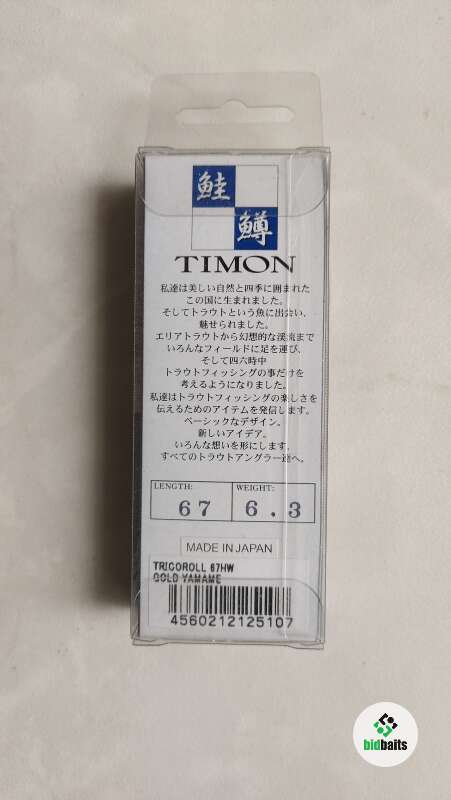 鮭
鱒
TIMON
私達は美しい自然と四季に囲まれた
この国に生まれました。
そしてトラウトという魚に出会い、
魅せられました。
エリアトラウトから幻想的な渓流まで
いろんなフィールドに足を運び、
そして四六時中
トラウトフィッシングの事だけを
考えるようになりました。
私達はトラウトフィッシングの楽しさを
伝えるためのアイテムを発信します。
ベーシックなデザイン。
新しいアイデア。
いろんな想いを形にします。
すべてのトラウトアングラー達へ。
LENGTH: WEIGHT:
67 6.3
MADE IN JAPAN
TRICOROLL 67HW
GOLD YAMAME
4560212125107
bidbaits